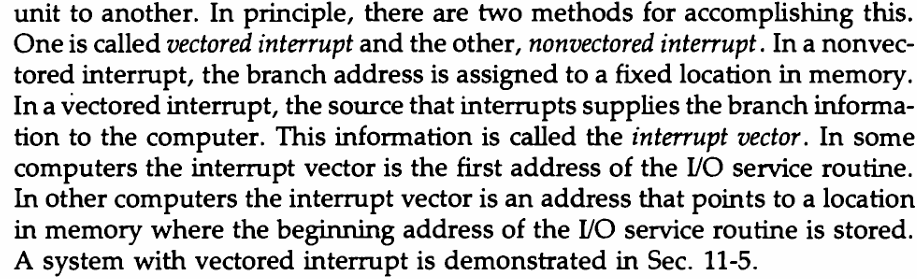 unit to another. In principle, there are two methods for accomplishing this.
One is called vectored interrupt and the other, nonvectored interrupt. In a nonvec-
tored interrupt, the branch address is assigned to a fixed location in memory.
In a vectored interrupt, the source that interrupts supplies the branch informa-
tion to the computer. This information is called the interrupt vector. In some
computers the interrupt vector is the first address of the I/O service routine.
In other computers the interrupt vector is an address that points to a location
in memory where the beginning address of the I/O service routine is stored.
A system with vectored interrupt is demonstrated in Sec. 11-5.